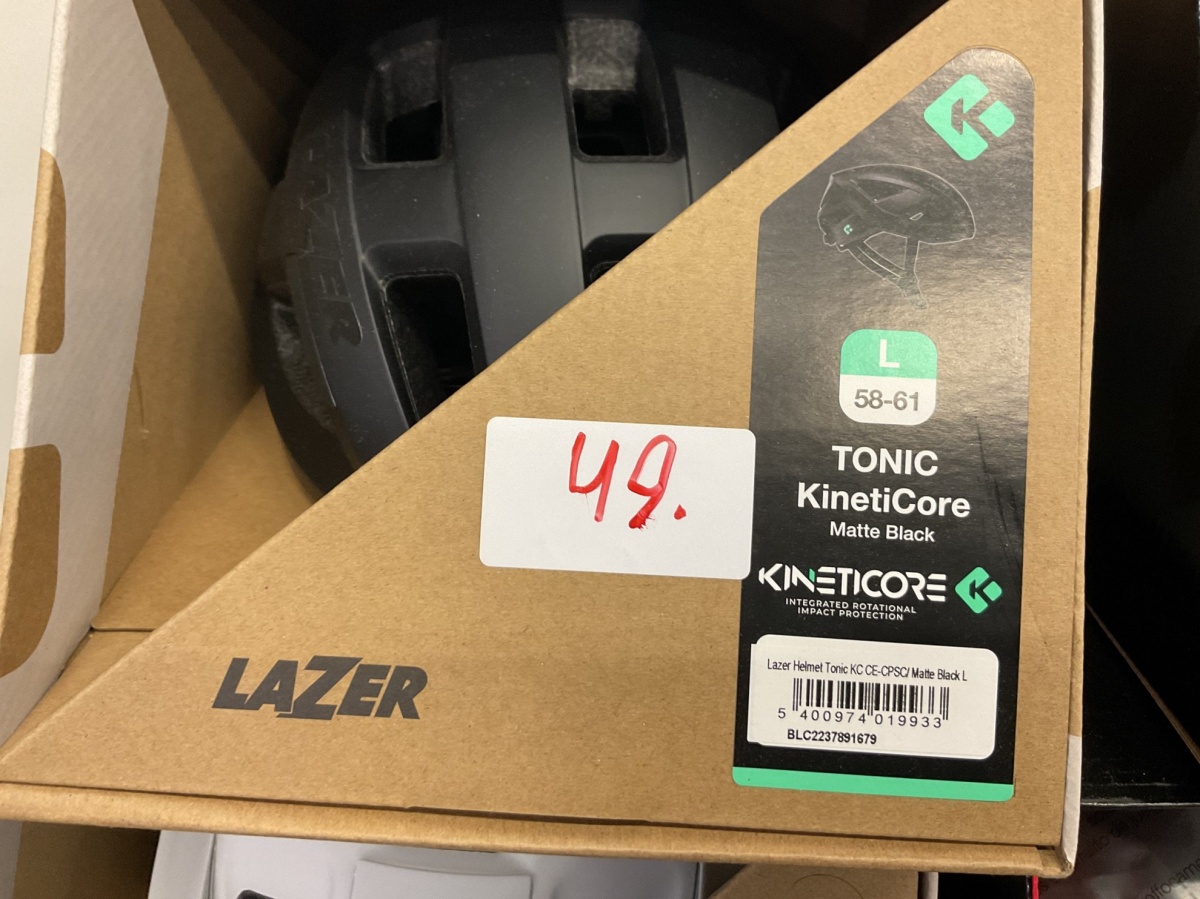 LAZER
L
58-61
TONIC
KinetiCore
Matte Black
49.
KINETICORE
INTEGRATED ROTATIONAL
IMPACT PROTECTION
LAZER
Lazer Helmet Tonic KC CE-CPSC/ Matte Black L
5 400974 019933
BLC2237891679